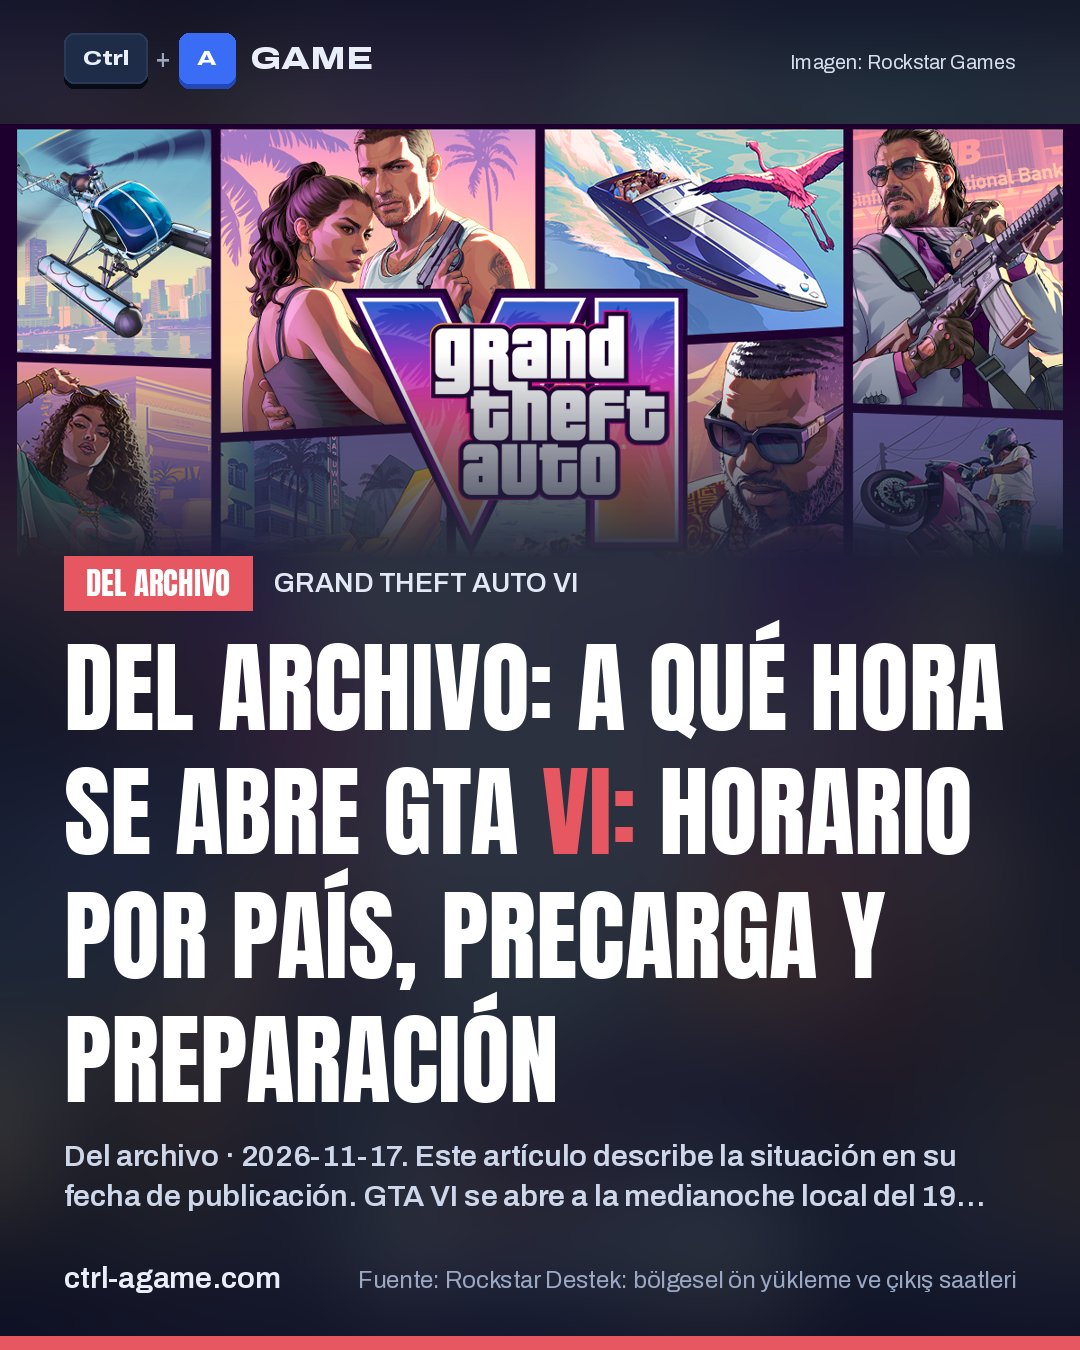 Ctrl + A GAME
Imagen: Rockstar Games
tional Bank
VI
grand
theft
auto
DEL ARCHIVO
GRAND THEFT AUTO VI
DEL ARCHIVO: A QUÉ HORA
SE ABRE GTA VI: HORARIO
POR PAÍS, PRECARGA Y
PREPARACIÓN
Del archivo · 2026-11-17. Este artículo describe la situación en su
fecha de publicación. GTA VI se abre a la medianoche local del 19…
ctrl-agame.com
Fuente: Rockstar Destek: bölgesel ön yükleme ve çıkış saatleri